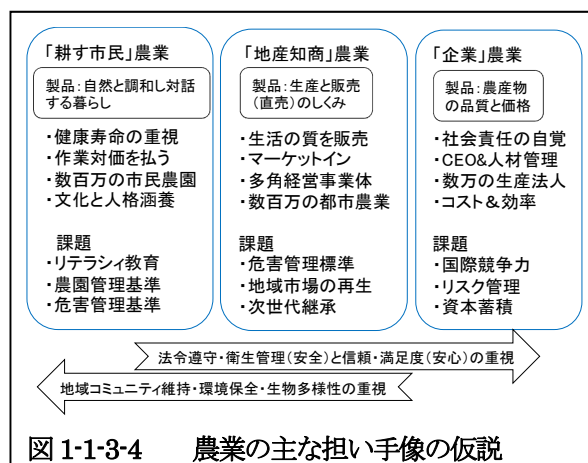 「耕す市民」農業
製品：自然と調和し対話
する暮らし
・健康寿命の重視
・作業対価を払う
・数百万の市民農園
・文化と人格涵養
課題
・リテラシィ教育
・農園管理基準
・危害管理基準
「地産知商」農業
製品：生産と販売
（直売）のしくみ
・生活の質を販売
・マーケットイン
・多角経営事業体
・数百万の都市農業
課題
・危害管理標準
・地域市場の再生
・次世代継承
「企業」農業
製品：農産物
の品質と価格
・社会責任の自覚
・CEO&人材管理
・数万の生産法人
・コスト＆効率
課題
・国際競争力
・リスク管理
・資本蓄積
法令遵守・衛生管理（安全）と信頼・満足度（安心）の重視
地域コミュニティ維持・環境保全・生物多様性の重視
図 1-1-3-4　農業の主な担い手像の仮説